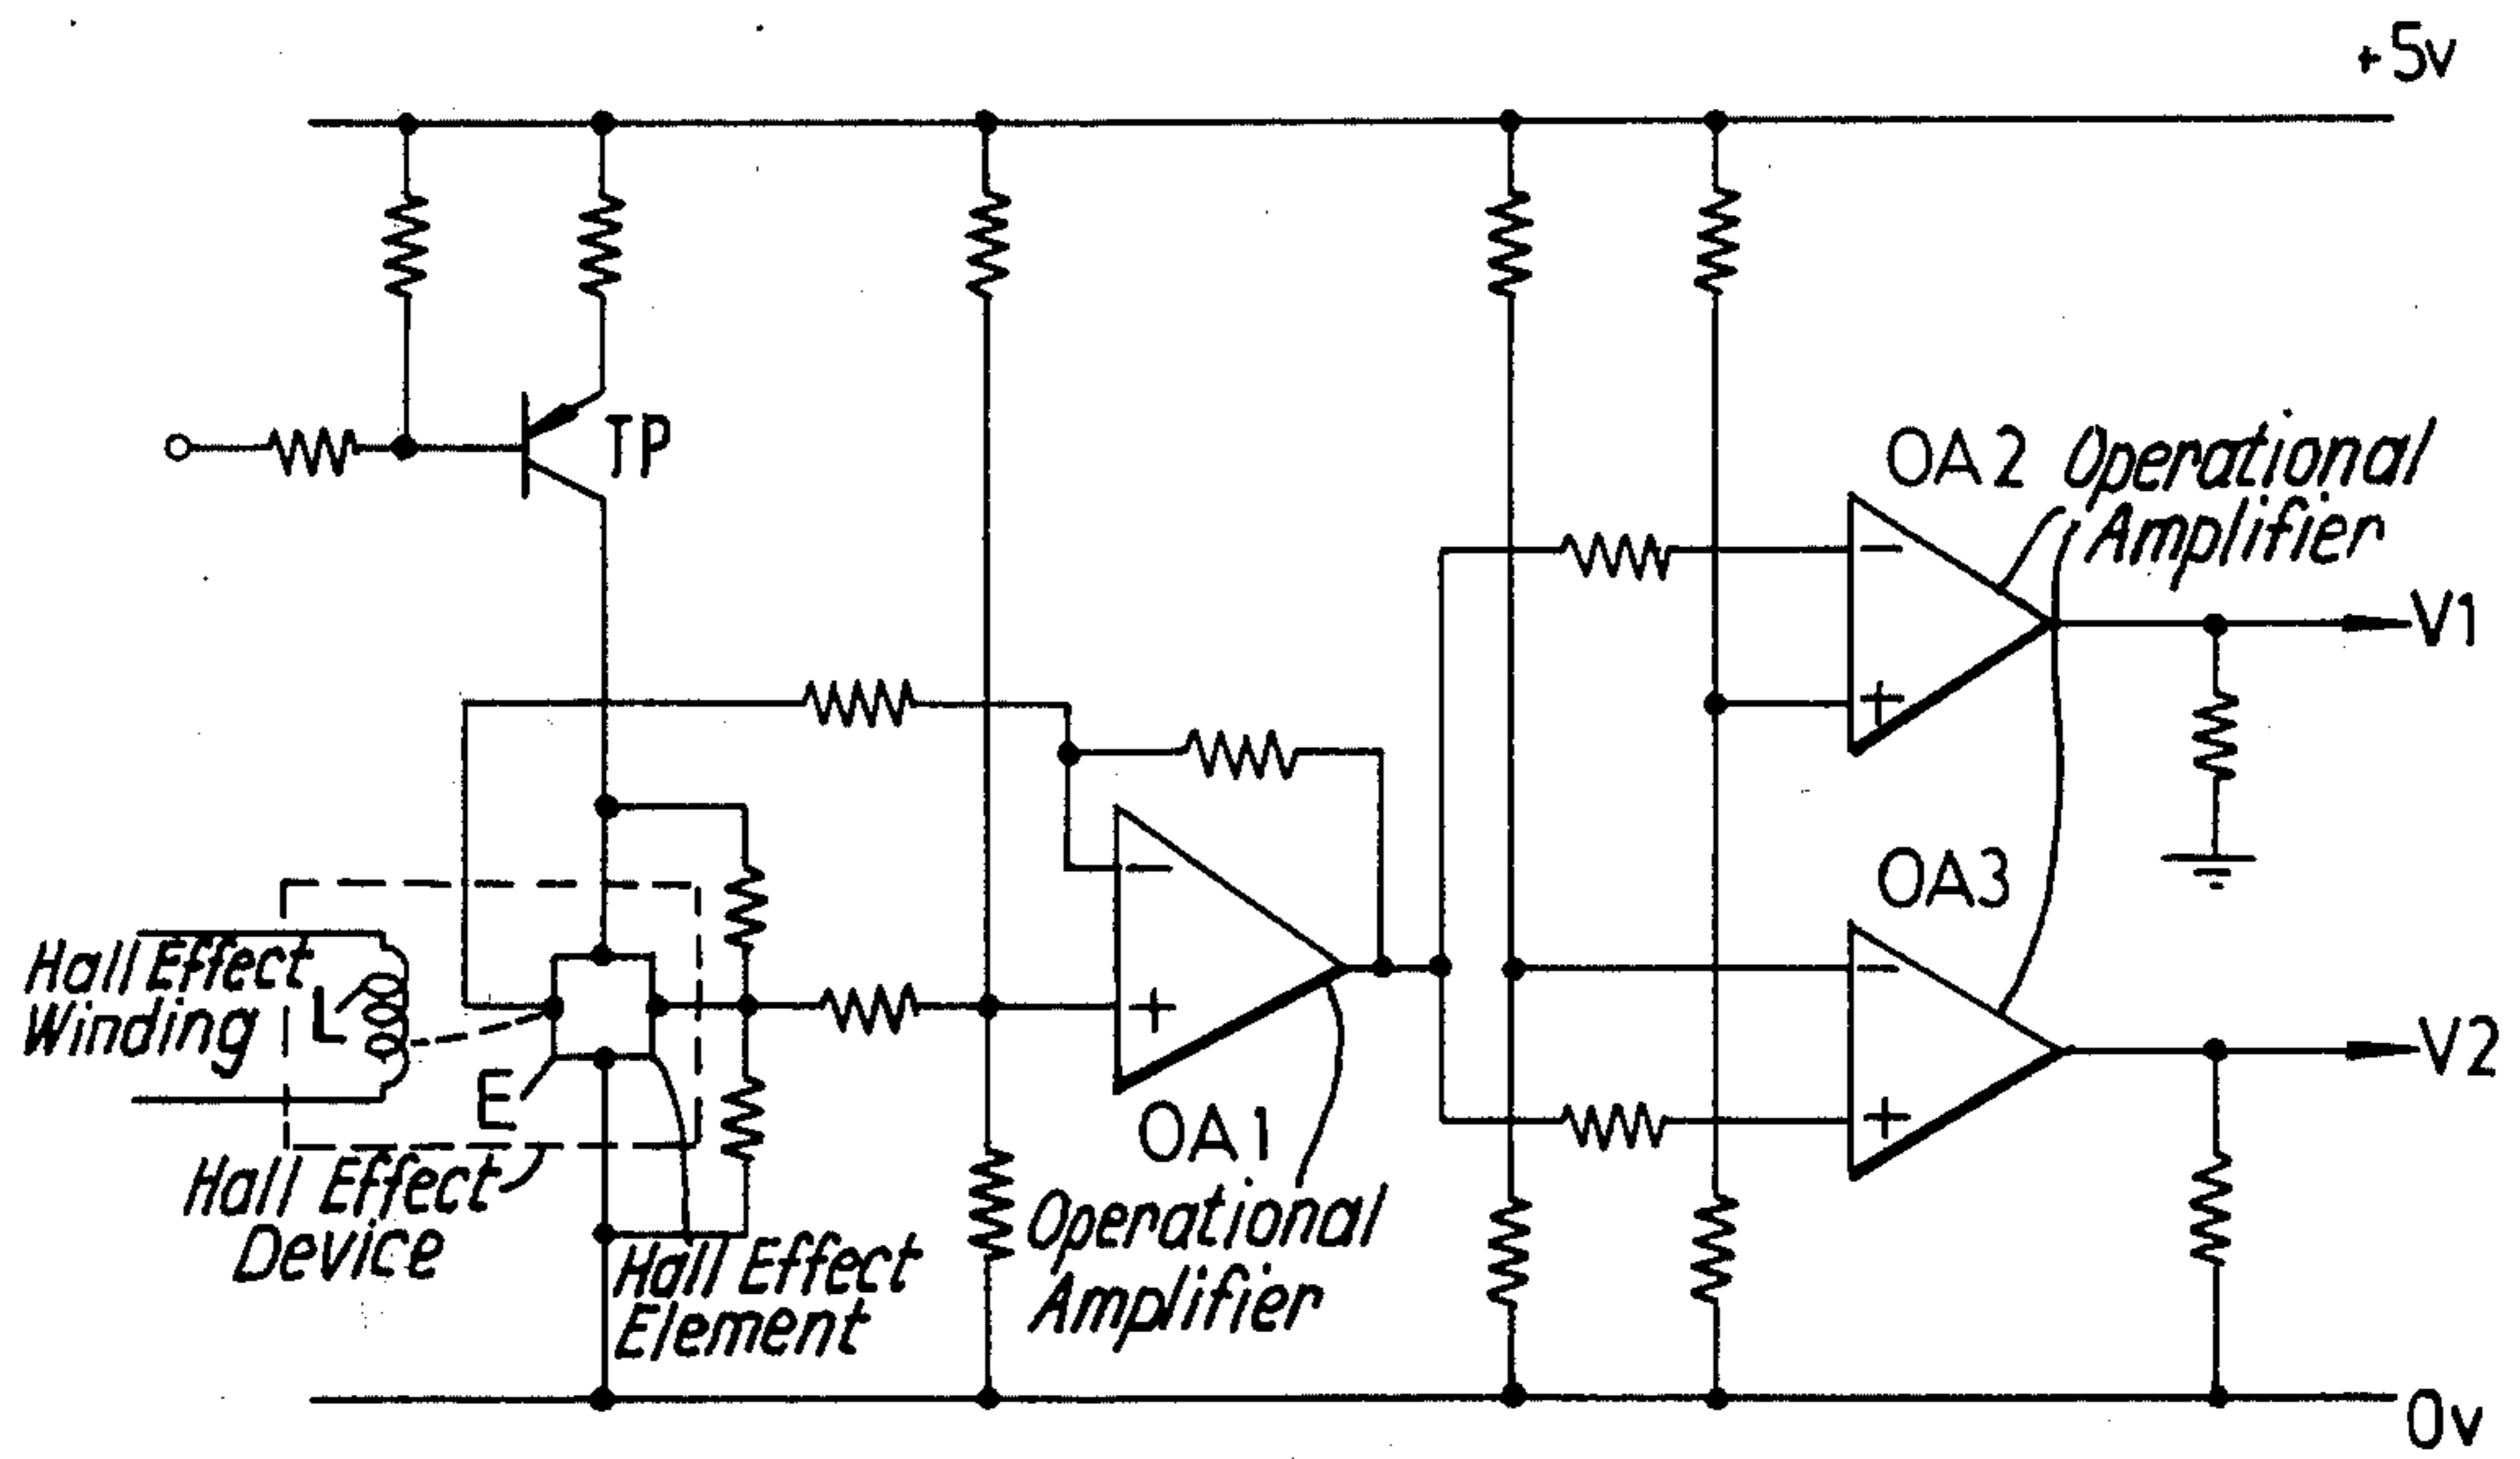 +5v
TP
OA2 Operational
Amplifier
V1
OA3
Hall Effect
Winding
L
E
V2
OA1
Hall Effect
Device
Operational
Amplifier
Hall Effect
Element
0v